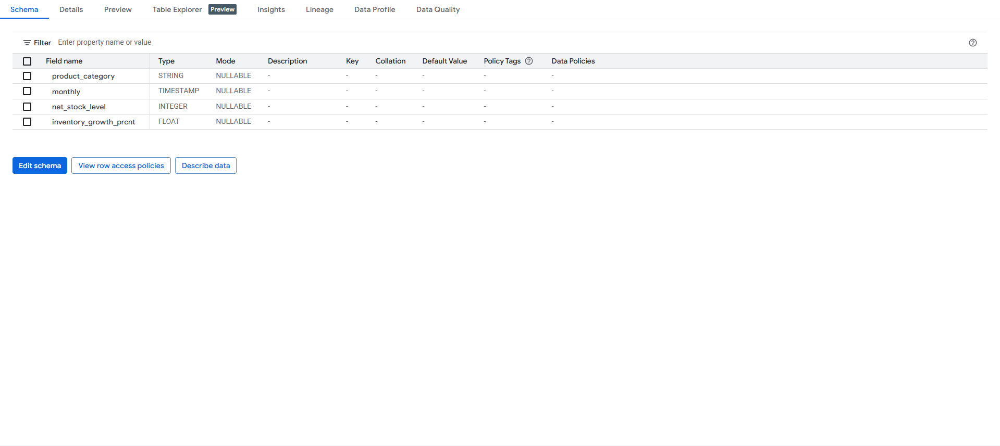 Schema Details Preview Table Explorer Preview Insights Lineage Data Profile Data Quality
Filter Enter property name or value
Field name Type Mode Description Key Collation Default Value Policy Tags Data Policies
product_category STRING NULLABLE - - - - - -
monthly TIMESTAMP NULLABLE - - - - - -
net_stock_level INTEGER NULLABLE - - - - - -
inventory_growth_prcnt FLOAT NULLABLE - - - - - -
Edit schema View row access policies Describe data